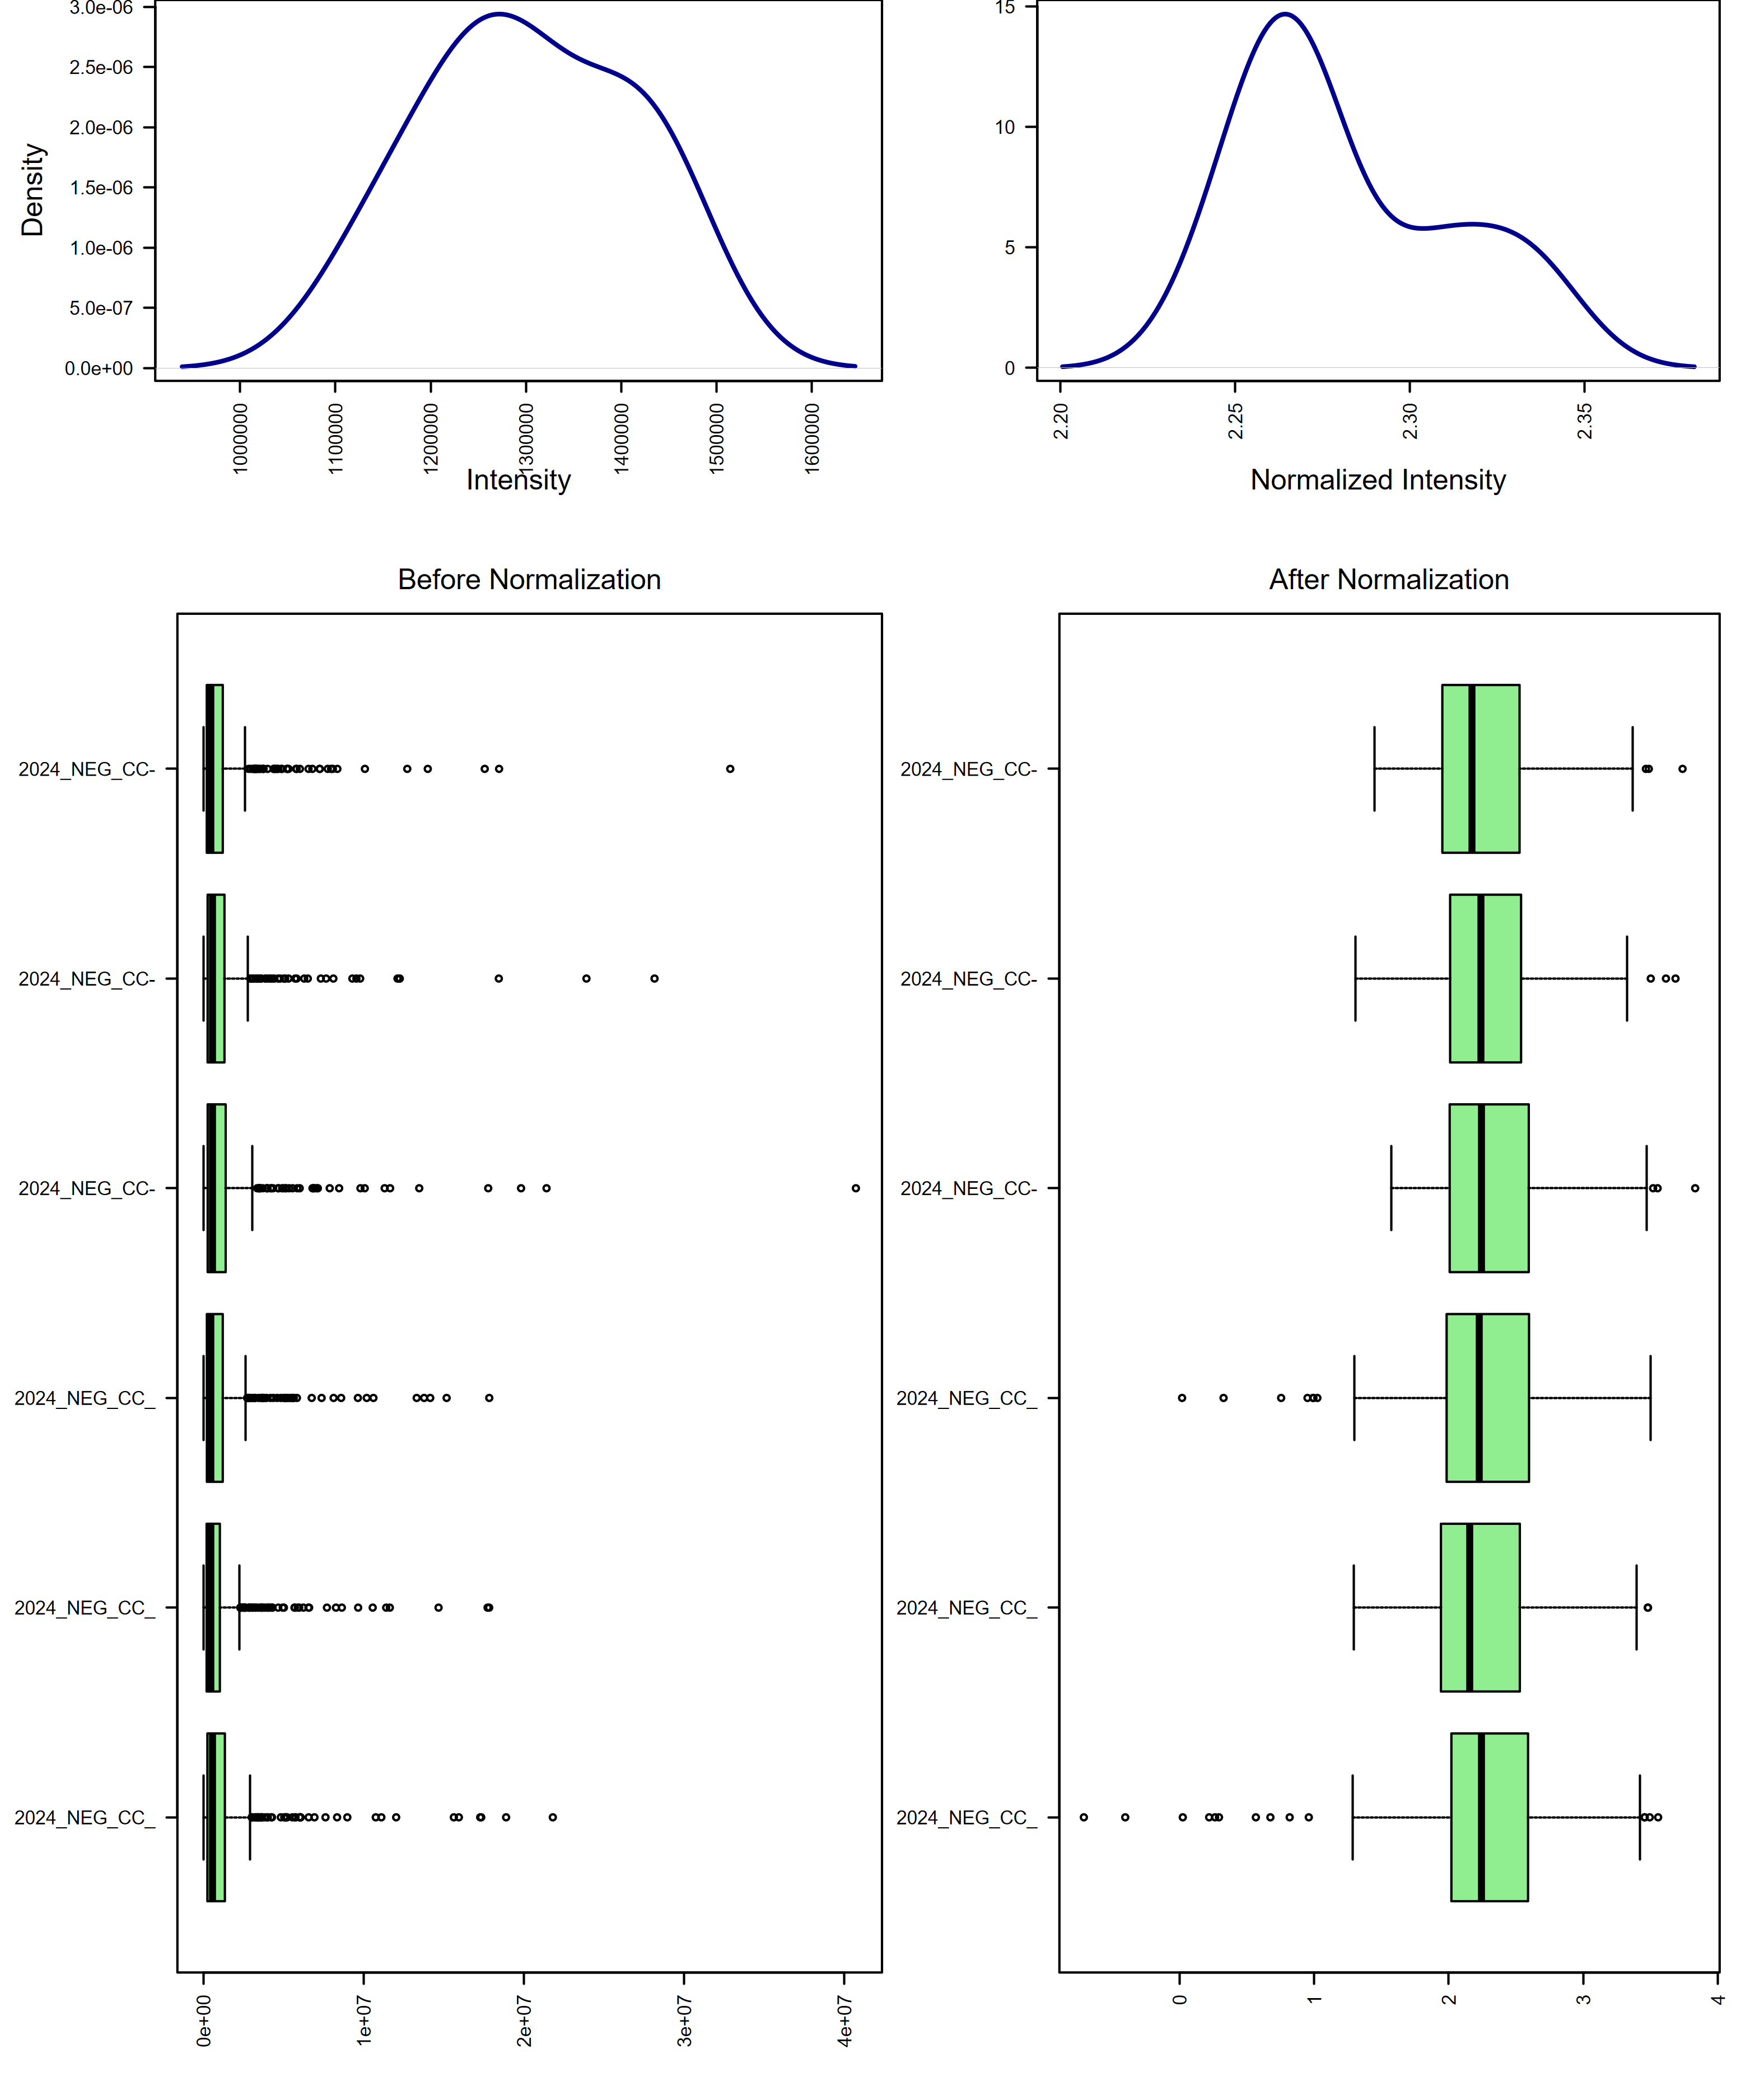 3.0e-06
2.5e-06
2.0e-06
1.5e-06
1.0e-06
5.0e-07
0.0e+00
Density
1000000 1100000 1200000 1300000 1400000 1500000 1600000
Intensity
15
10
5
0
2.20 2.25 2.30 2.35
Normalized Intensity
Before Normalization
2024_NEG_CC-
2024_NEG_CC-
2024_NEG_CC-
2024_NEG_CC_
2024_NEG_CC_
2024_NEG_CC_
0e+00 1e+07 2e+07 3e+07 4e+07
After Normalization
2024_NEG_CC-
2024_NEG_CC-
2024_NEG_CC-
2024_NEG_CC_
2024_NEG_CC_
2024_NEG_CC_
0 1 2 3 4